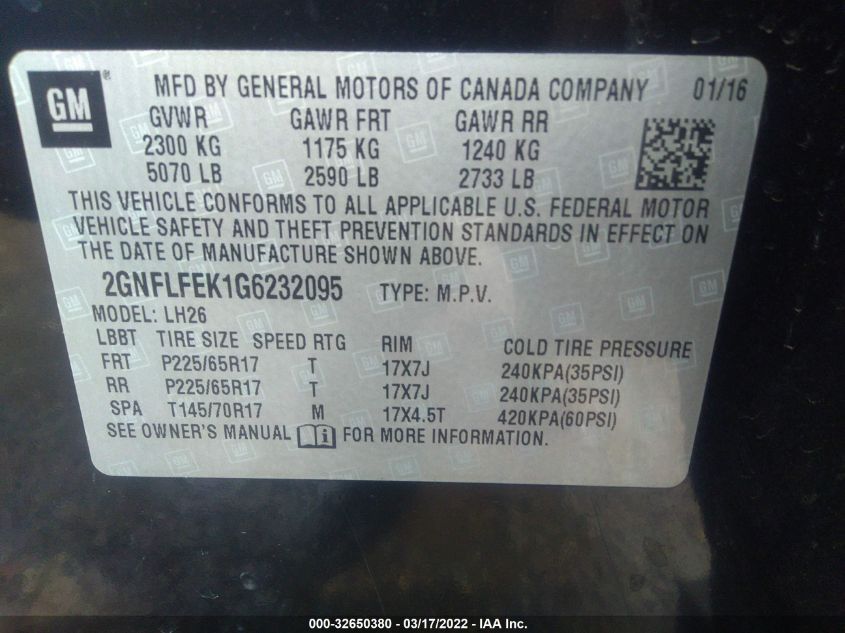 GM ® MFD BY GENERAL MOTORS OF CANADA COMPANY 01/16
GVWR GAWR FRT GAWR RR
2300 KG 1175 KG 1240 KG
5070 LB 2590 LB 2733 LB
THIS VEHICLE CONFORMS TO ALL APPLICABLE U.S. FEDERAL MOTOR
VEHICLE SAFETY AND THEFT PREVENTION STANDARDS IN EFFECT ON
THE DATE OF MANUFACTURE SHOWN ABOVE.
2GNFLFEK1G6232095 TYPE: M.P.V.
MODEL: LH26
LBBT TIRE SIZE SPEED RTG RIM COLD TIRE PRESSURE
FRT P225/65R17 T 17X7J 240KPA(35PSI)
RR P225/65R17 T 17X7J 240KPA(35PSI)
SPA T145/70R17 M 17X4.5T 420KPA(60PSI)
SEE OWNER'S MANUAL FOR MORE INFORMATION.
000-32650380 - 03/17/2022 - IAA Inc.